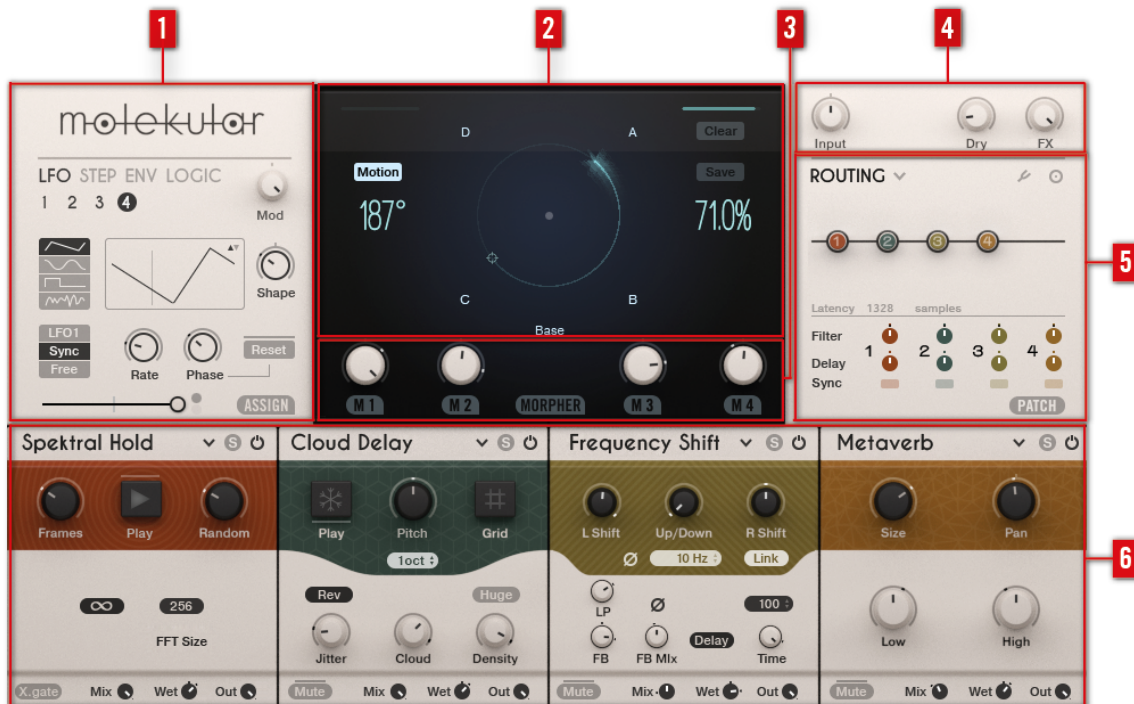 1
2
3
4
molekular
LFO STEP ENV LOGIC
1 2 3 4
Mod
Shape
LFO1
Sync
Free
Rate
Phase
Reset
ASSIGN
D
A
Clear
Motion
Save
187°
71.0%
C
B
Base
M 1
M 2
MORPHER
M 3
M 4
Input
Dry
FX
ROUTING
1 2 3 4
Latency 1328 samples
Filter
1 2 3 4
Delay
Sync
PATCH
5
Spektral Hold
S
Frames
Play
Random
∞
256
FFT Size
X.gate
Mix
Wet
Out
Cloud Delay
S
Play
Pitch
Grid
1oct
Rev
Huge
Jitter
Cloud
Density
Mute
Mix
Wet
Out
Frequency Shift
S
L Shift
Up/Down
R Shift
Ø
10 Hz
Link
LP
Ø
100
FB
FB MIx
Delay
Time
Mute
Mix
Wet
Out
Metaverb
S
Size
Pan
Low
High
Mute
Mix
Wet
Out
6